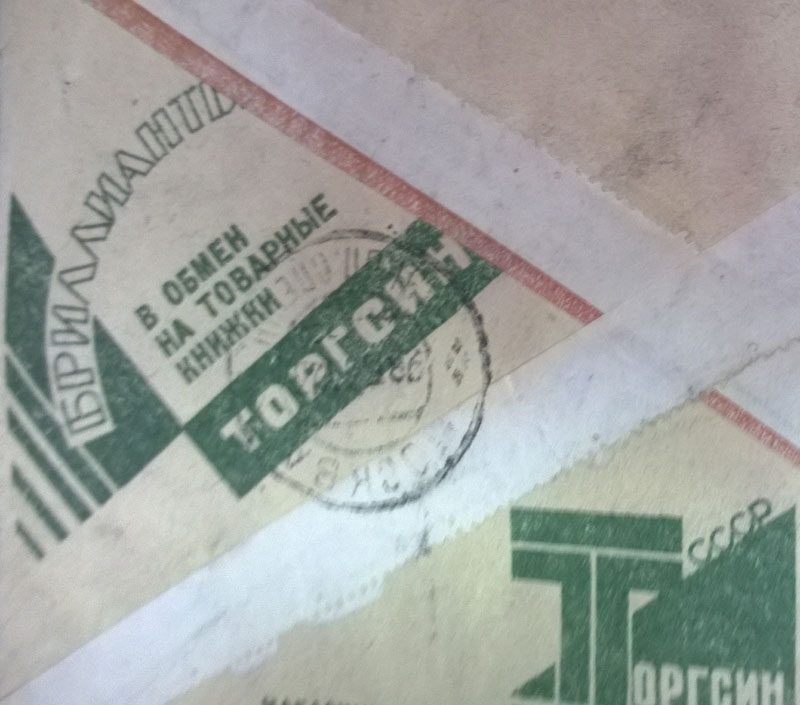 БРИЛЛИАНТЫ
В ОБМЕН
НА ТОВАРНЫЕ
КНИЖКИ
ТОРГСИН
СССР
ТОРГСИН